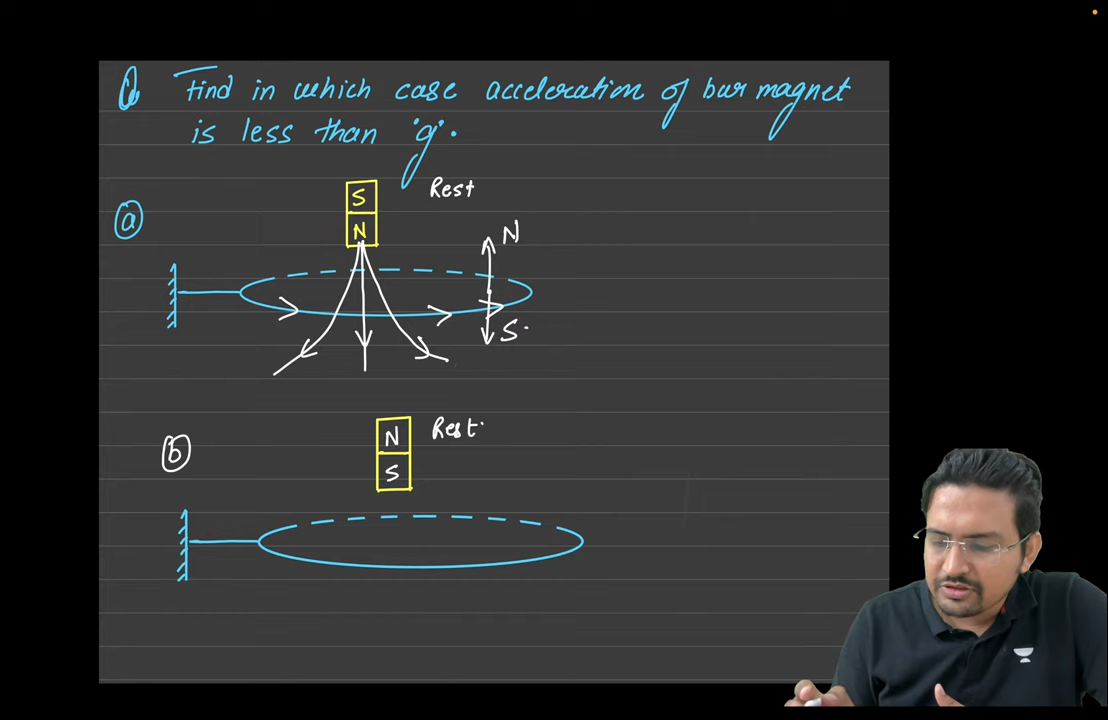 Q Find in which case acceleration of bar magnet
is less than 'g'.
S Rest
a N
N
S
N Rest
b S